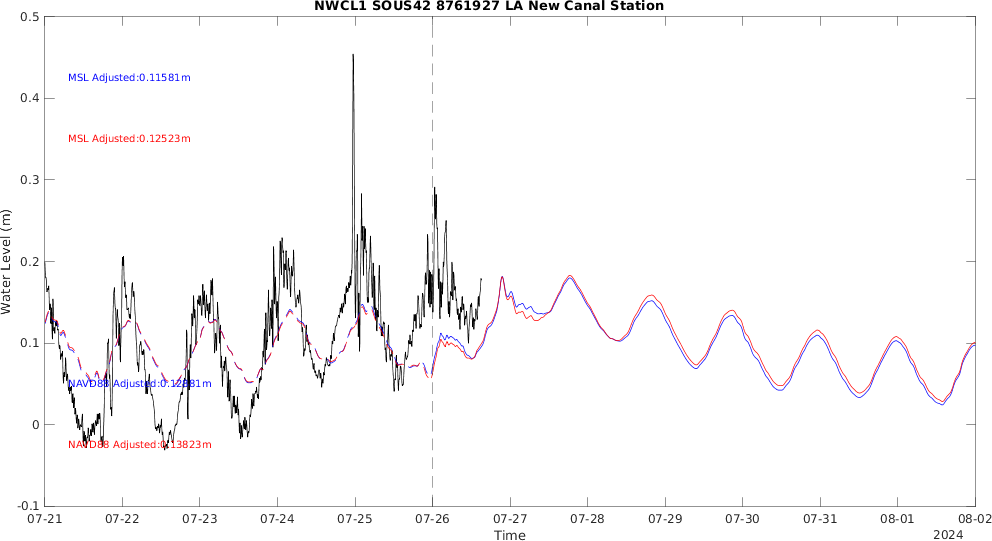 NWCL1 SOUS42 8761927 LA New Canal Station
Water Level (m)
0.5
0.4
0.3
0.2
0.1
0
-0.1
MSL Adjusted:0.11581m
MSL Adjusted:0.12523m
NAVD88 Adjusted:0.12881m
NAVD88 Adjusted:0.13823m
07-21 07-22 07-23 07-24 07-25 07-26 07-27 07-28 07-29 07-30 07-31 08-01 08-02
Time
2024